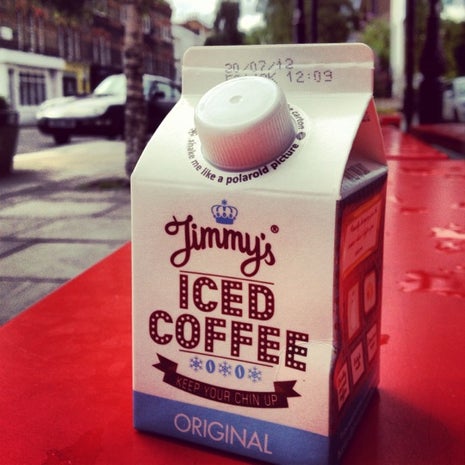 20/07/12
12:09
shake me like a polaroid picture
Jimmy's®
ICED
COFFEE
KEEP YOUR CHIN UP
ORIGINAL